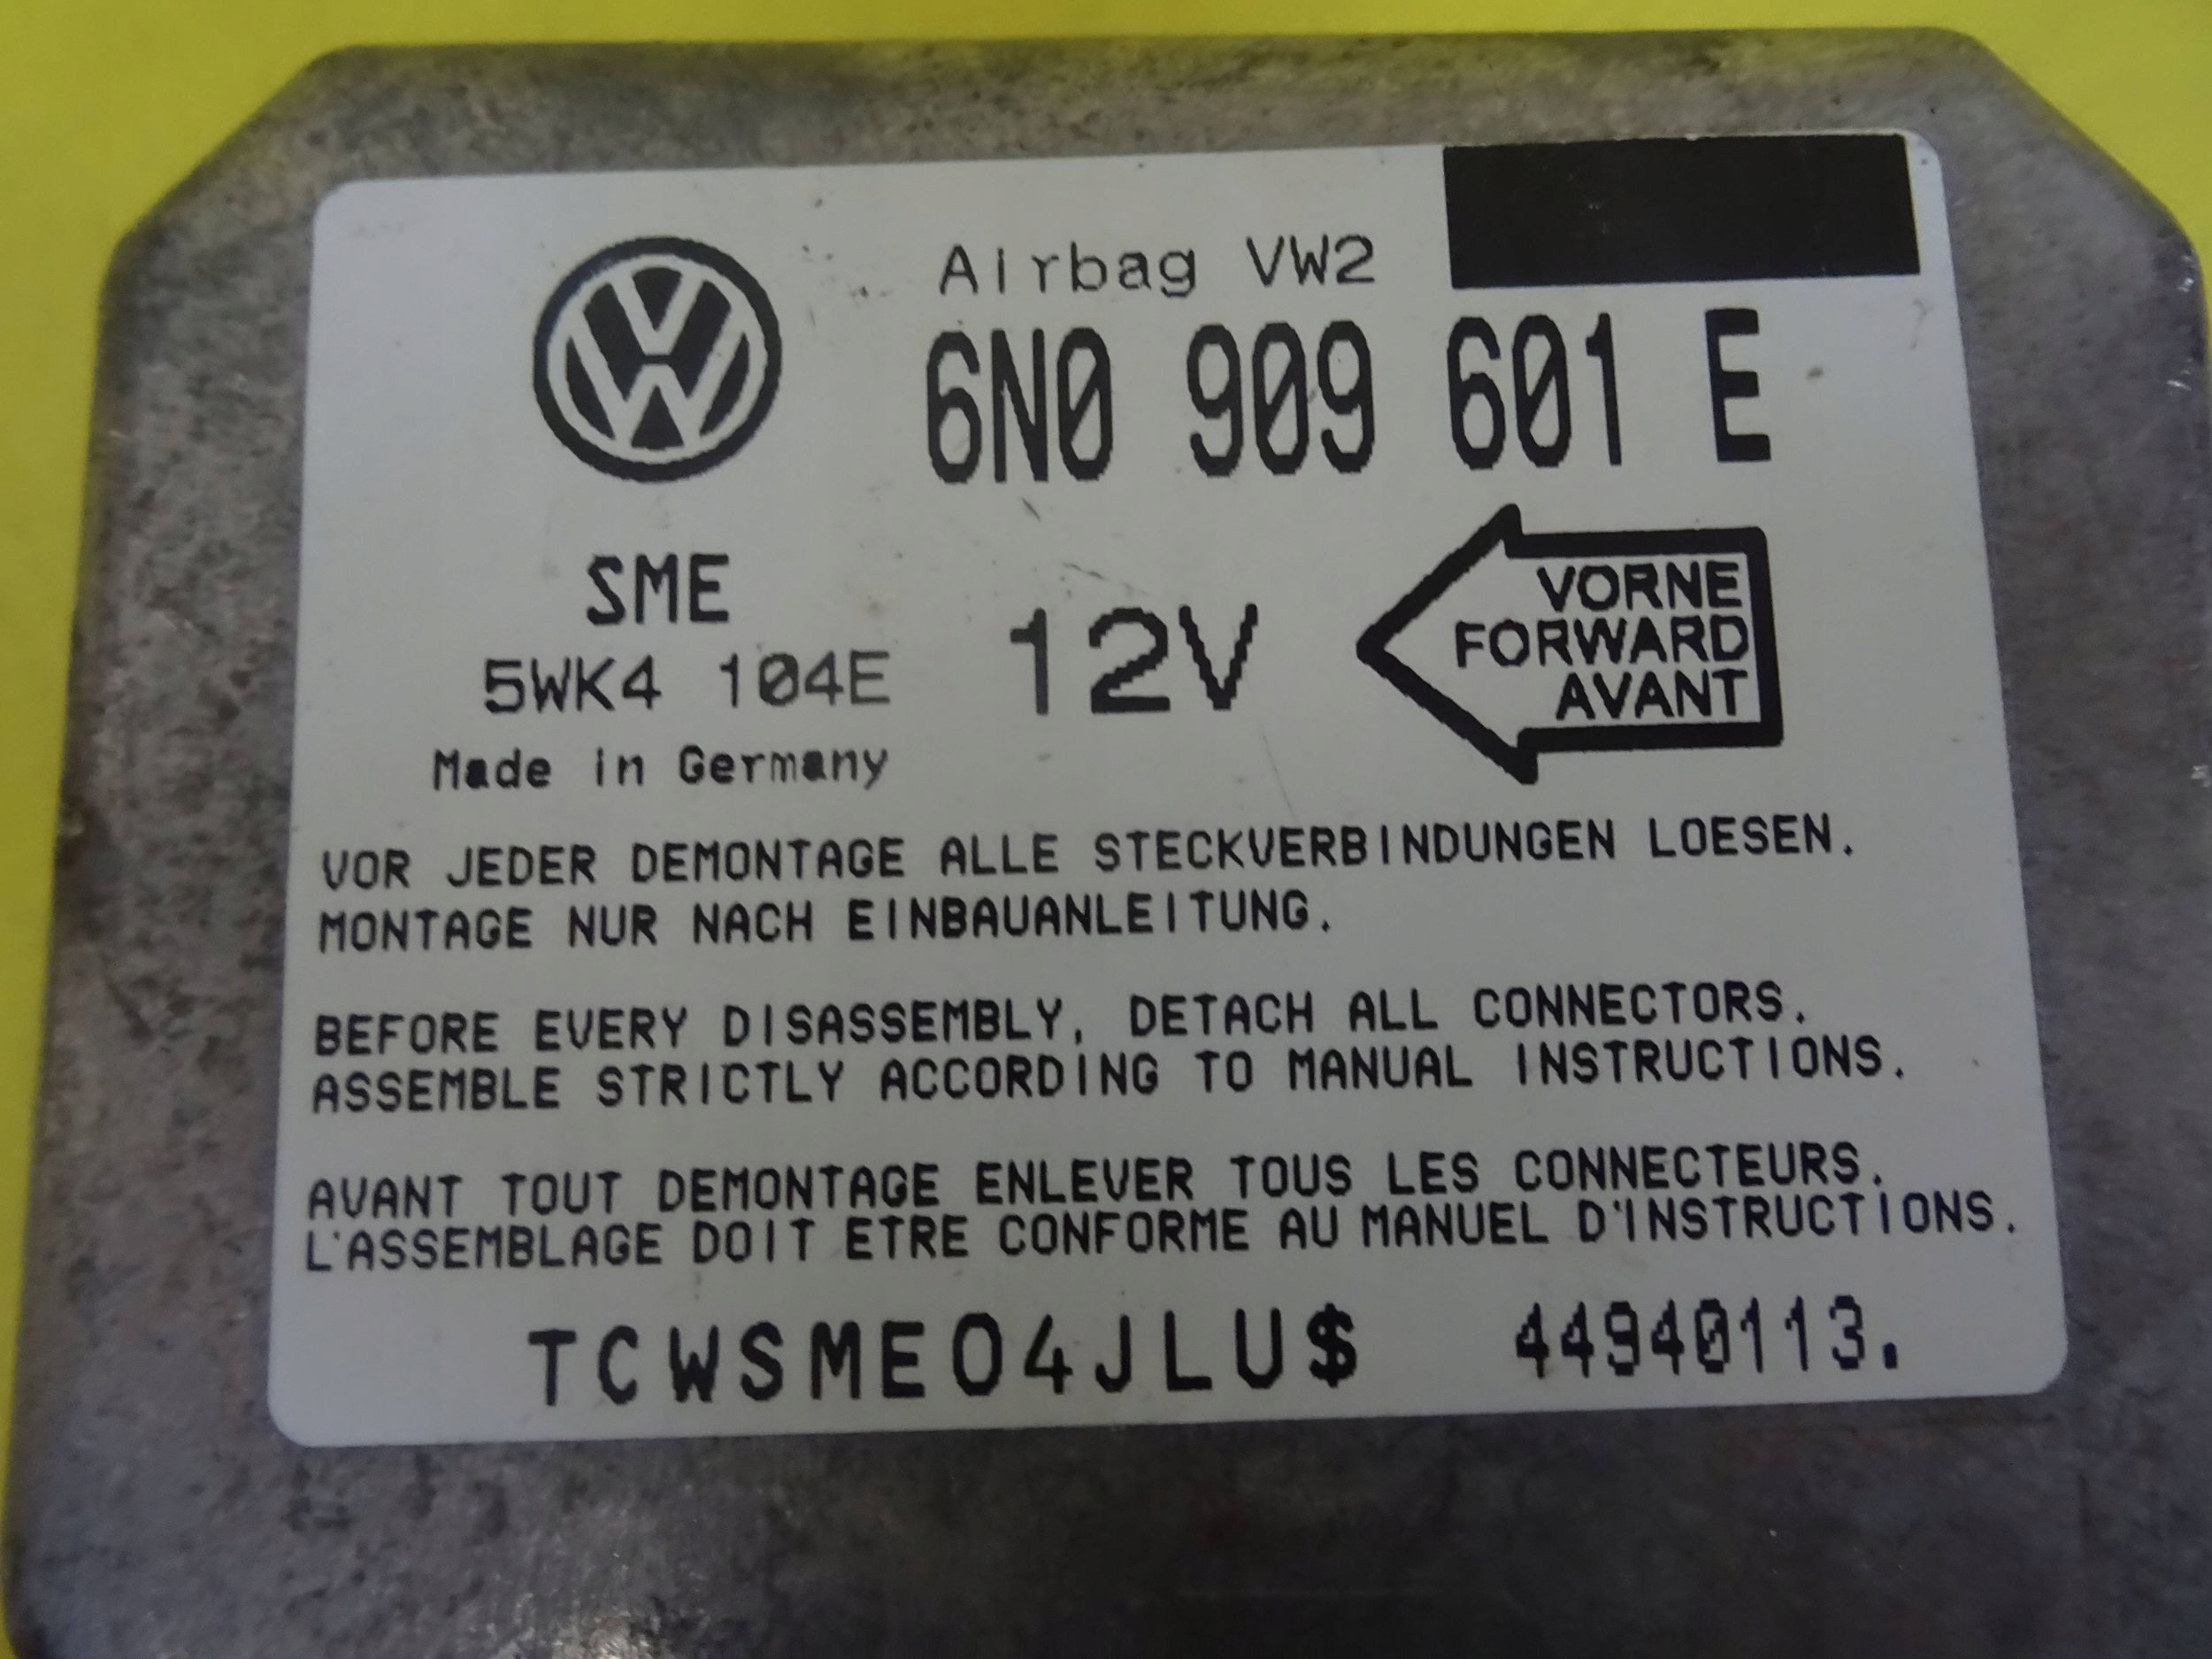 Airbag VW2
6N0 909 601 E
SME
5WK4 104E
Made in Germany
12V
VORNE
FORWARD
AVANT
VOR JEDER DEMONTAGE ALLE STECKVERBINDUNGEN LOESEN.
MONTAGE NUR NACH EINBAUANLEITUNG.
BEFORE EVERY DISASSEMBLY, DETACH ALL CONNECTORS.
ASSEMBLE STRICTLY ACCORDING TO MANUAL INSTRUCTIONS.
AVANT TOUT DEMONTAGE ENLEVER TOUS LES CONNECTEURS.
L'ASSEMBLAGE DOIT ETRE CONFORME AU MANUEL D'INSTRUCTIONS.
TCWSME04JLU$ 44940113.